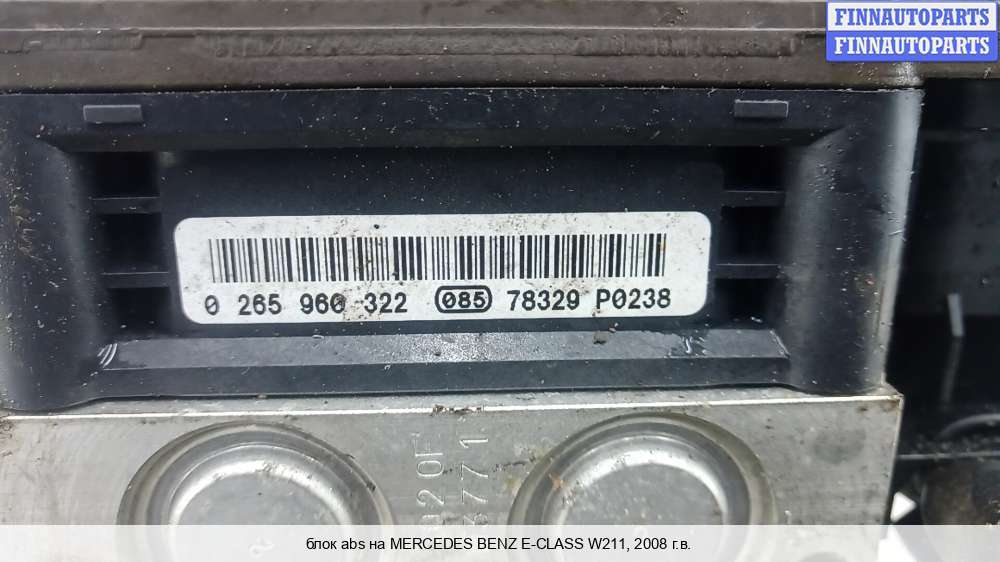 FINNAUTOPARTS
FINNAUTOPARTS
0 265 960 322 085 78329 P0238
блок abs на MERCEDES BENZ E-CLASS W211, 2008 г.в.